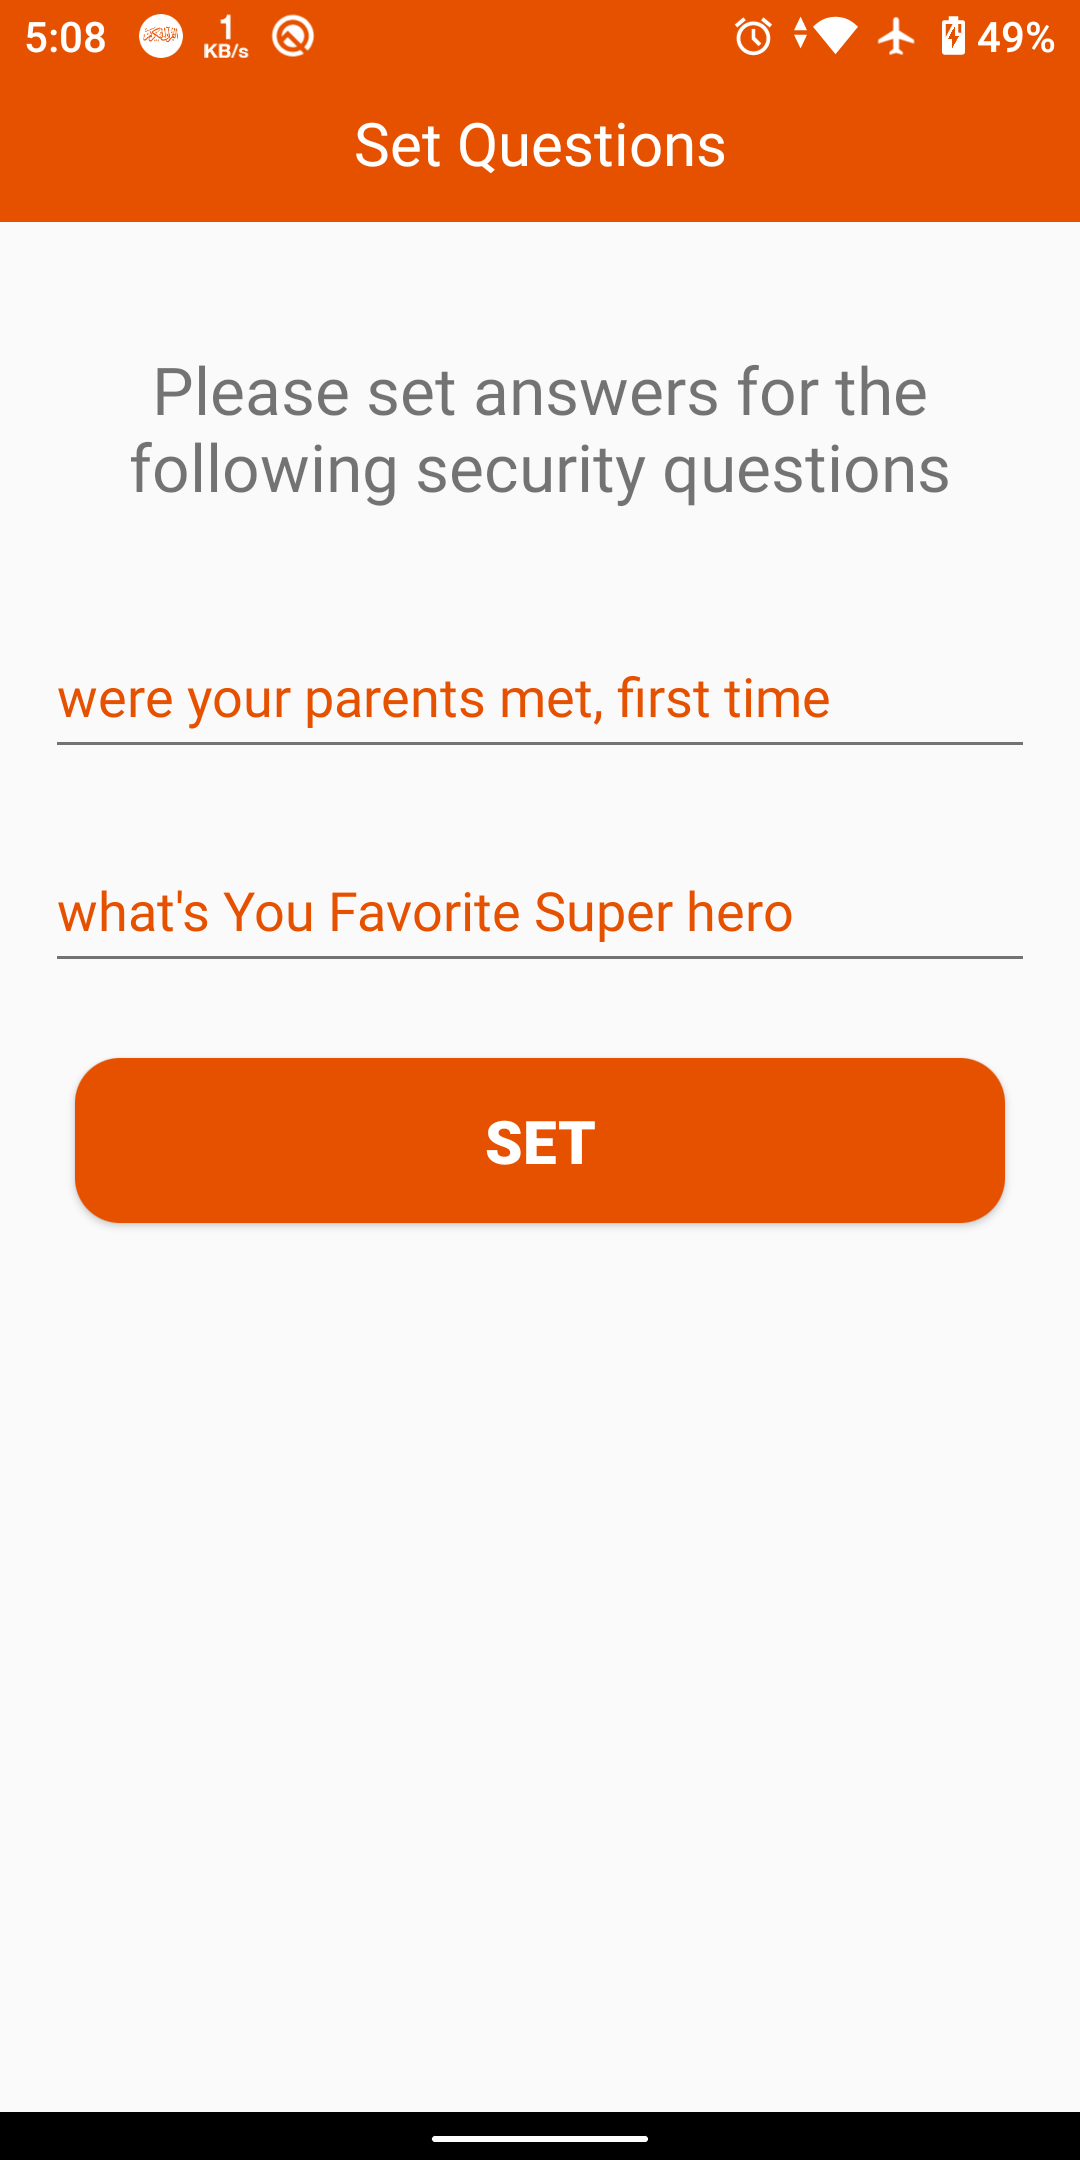 5:08 1 KB/s 49%
Set Questions
Please set answers for the
following security questions
were your parents met, first time
what's You Favorite Super hero
SET